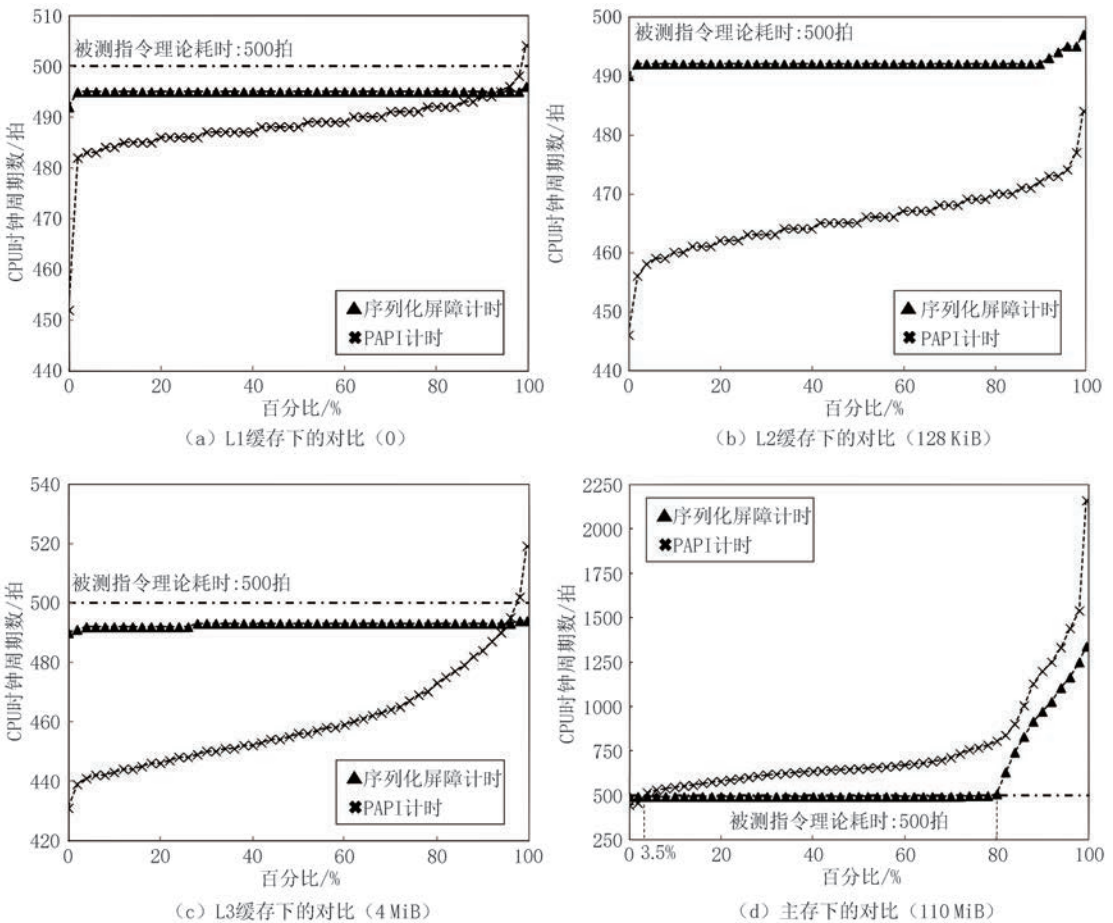 510
500
490
480
470
460
450
440
CPU时钟周期数/拍
被测指令理论耗时:500拍
序列化屏障计时
PAPI计时
0
20
40
60
80
100
百分比/%
(a) L1缓存下的对比(0)
500
490
480
470
460
450
440
CPU时钟周期数/拍
被测指令理论耗时:500拍
序列化屏障计时
PAPI计时
0
20
40
60
80
100
百分比/%
(b) L2缓存下的对比(128 KiB)
540
520
500
480
460
440
420
CPU时钟周期数/拍
被测指令理论耗时:500拍
序列化屏障计时
PAPI计时
0
20
40
60
80
100
百分比/%
(c) L3缓存下的对比(4 MiB)
2250
2000
1750
1500
1250
1000
750
500
250
CPU时钟周期数/拍
序列化屏障计时
PAPI计时
被测指令理论耗时:500拍
0
3.5%
20
40
60
80
100
百分比/%
(d) 主存下的对比(110 MiB)